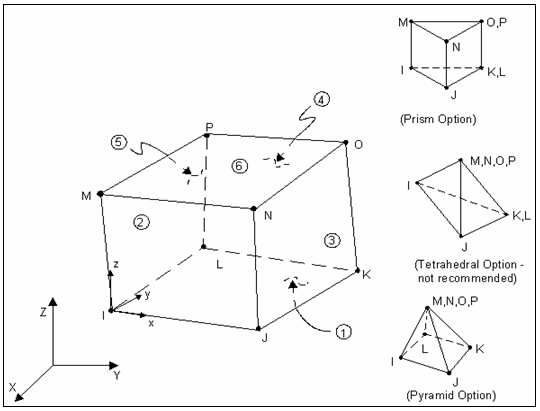 M
O,P
N
I
K,L
J
(Prism Option)
4
P
5
6
O
M
N
2
3
L
K
z
y
x
I
J
1
Z
Y
X
M,N,O,P
I
K,L
J
(Tetrahedral Option -
not recommended)
M,N,O,P
I
L
K
J
(Pyramid Option)